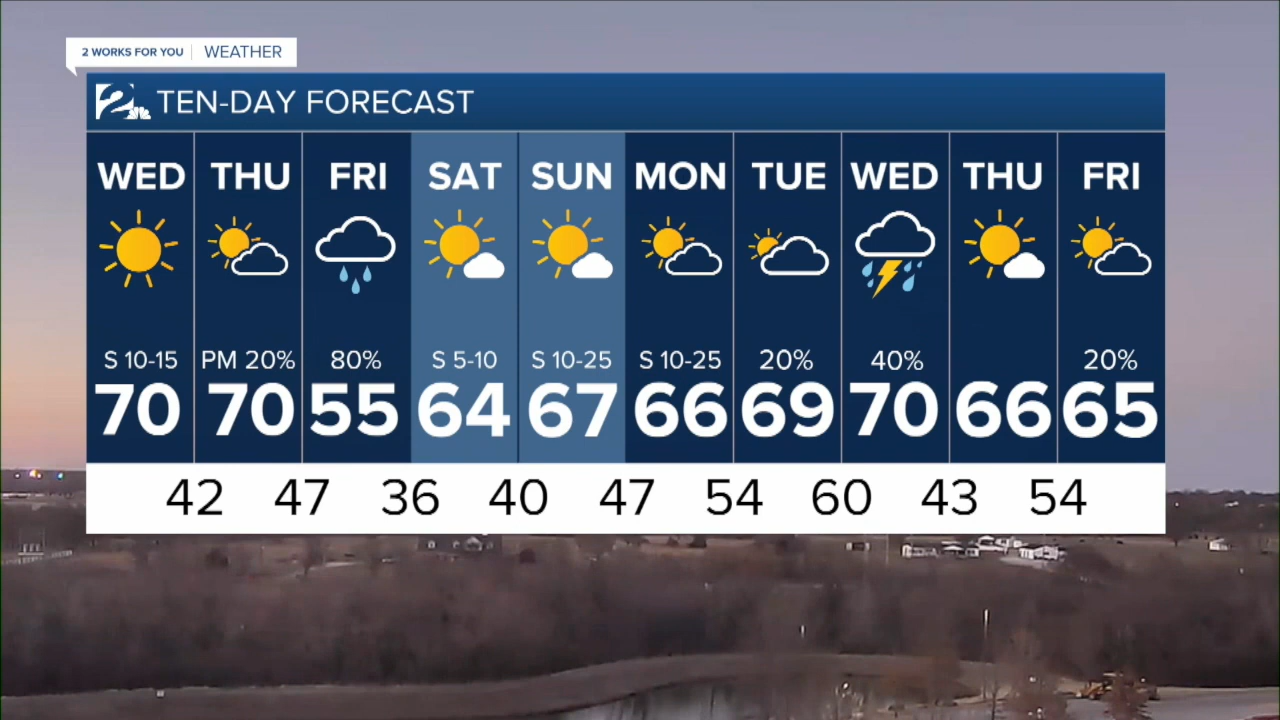 2 WORKS FOR YOU | WEATHER
2 TEN-DAY FORECAST
WED THU FRI SAT SUN MON TUE WED THU FRI
S 10-15 PM 20% 80% S 5-10 S 10-25 S 10-25 20% 40% 20%
70 70 55 64 67 66 69 70 66 65
42 47 36 40 47 54 60 43 54